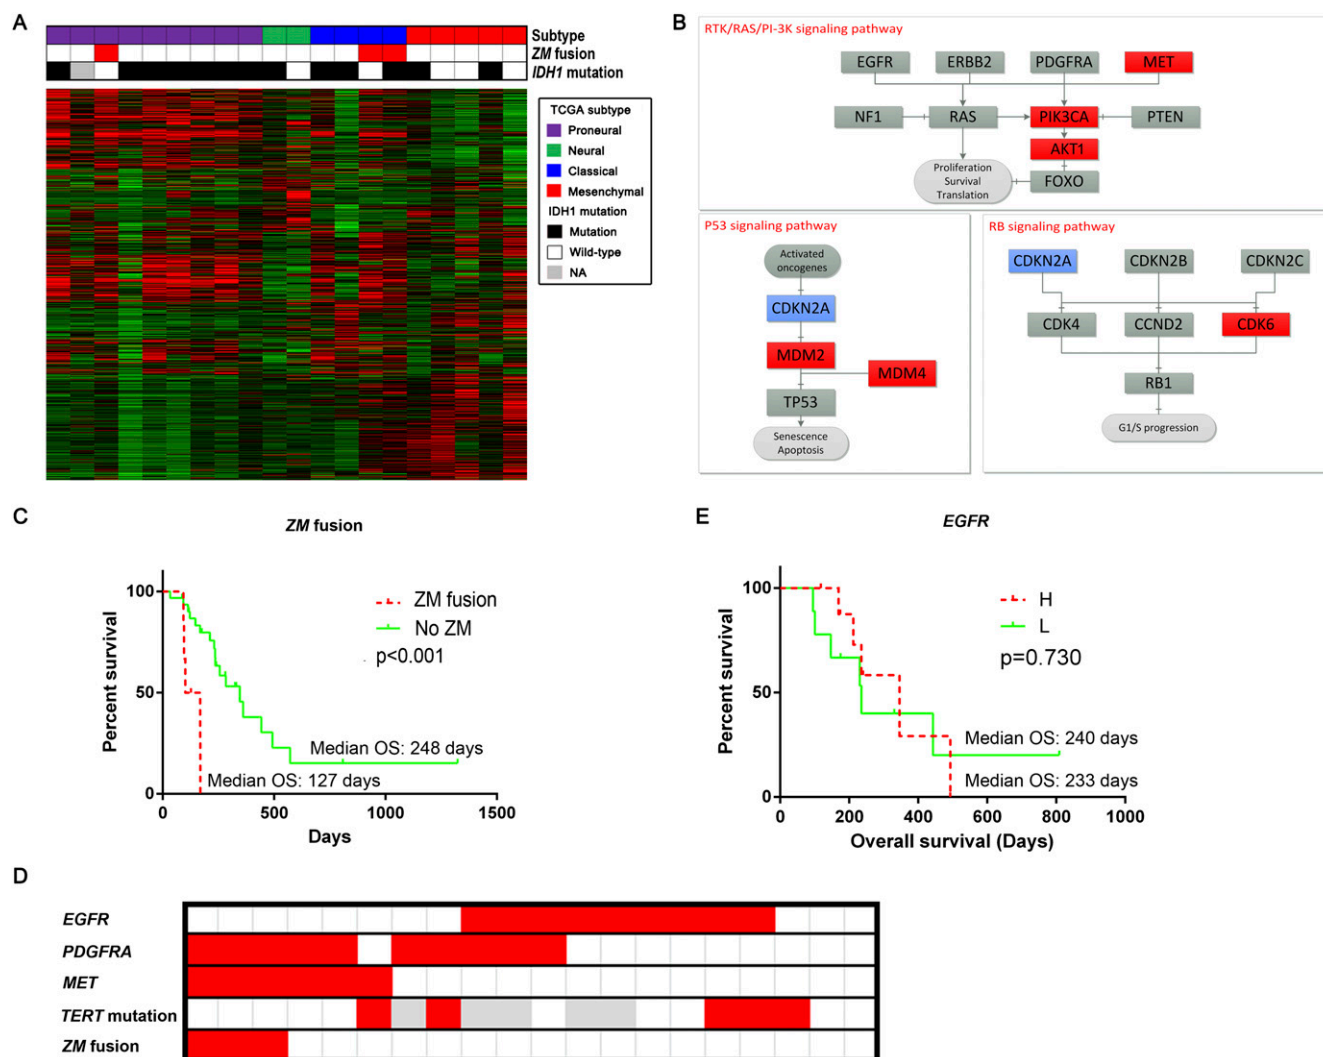 A
Subtype
ZM fusion
IDH1 mutation
TCGA subtype
Proneural
Neural
Classical
Mesenchymal
IDH1 mutation
Mutation
Wild-type
NA
B
RTK/RAS/PI-3K signaling pathway
EGFR
ERBB2
PDGFRA
MET
NF1
RAS
PIK3CA
PTEN
AKT1
Proliferation
Survival
Translation
FOXO
P53 signaling pathway
Activated
oncogenes
CDKN2A
MDM2
MDM4
TP53
Senescence
Apoptosis
RB signaling pathway
CDKN2A
CDKN2B
CDKN2C
CDK4
CCND2
CDK6
RB1
G1/S progression
C
ZM fusion
Percent survival
100
50
0
ZM fusion
No ZM
p<0.001
Median OS: 248 days
Median OS: 127 days
0
500
1000
1500
Days
E
EGFR
Percent survival
100
50
0
H
L
p=0.730
Median OS: 240 days
Median OS: 233 days
0
200
400
600
800
1000
Overall survival (Days)
D
EGFR
PDGFRA
MET
TERT mutation
ZM fusion